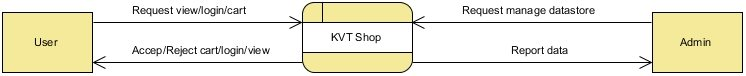 Request view/login/cart
Request manage datastore
User
KVT Shop
Admin
Accep/Reject cart/login/view
Report data